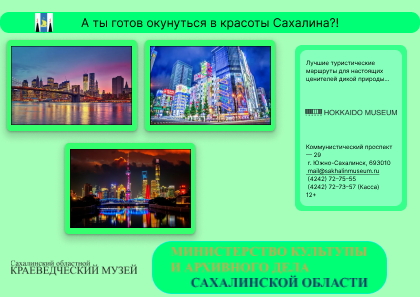 А ты готов окунуться в красоты Сахалина?!
Лучшие туристические
маршруты для настоящих
ценителей дикой природы...
HOKKAIDO MUSEUM
Коммунистический проспект
— 29
г. Южно-Сахалинск, 693010
mail@sakhalinmuseum.ru
(4242) 72-75-55
(4242) 72-73-57 (Касса)
12+
Сахалинский областной
КРАЕВЕДЧЕСКИЙ МУЗЕЙ
МИНИСТЕРСТВО КУЛЬТУРЫ
И АРХИВНОГО ДЕЛА
САХАЛИНСКОЙ ОБЛАСТИ